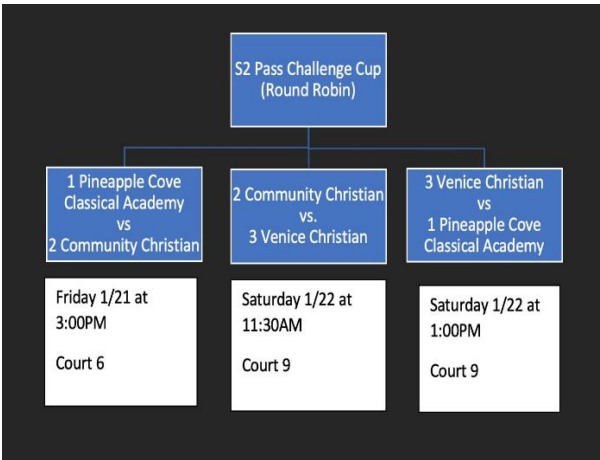 S2 Pass Challenge Cup
(Round Robin)
1 Pineapple Cove
Classical Academy
vs
2 Community Christian
2 Community Christian
vs.
3 Venice Christian
3 Venice Christian
vs
1 Pineapple Cove
Classical Academy
Friday 1/21 at
3:00PM
Court 6
Saturday 1/22 at
11:30AM
Court 9
Saturday 1/22 at
1:00PM
Court 9